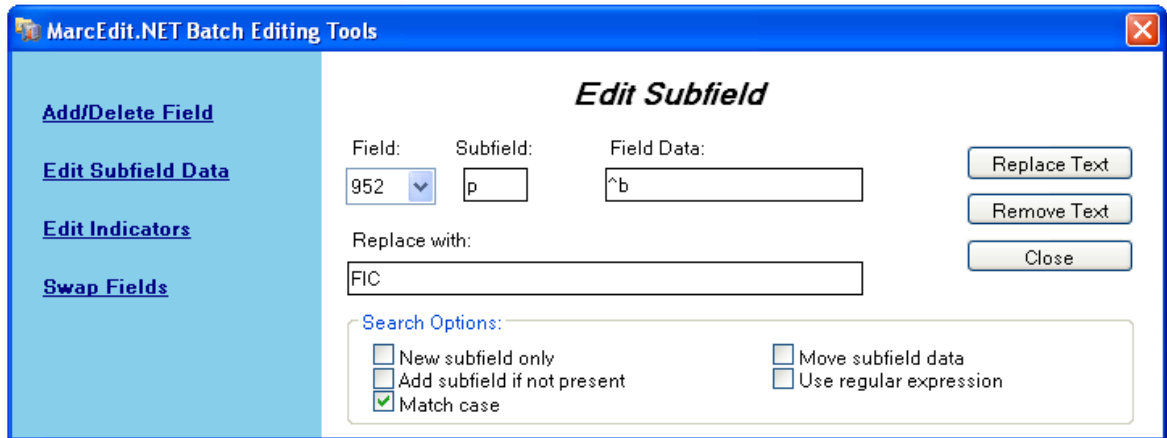 MarcEdit.NET Batch Editing Tools
Add/Delete Field
Edit Subfield Data
Edit Indicators
Swap Fields
Edit Subfield
Field: Subfield: Field Data:
952 p ^b
Replace with:
FIC
Replace Text
Remove Text
Close
Search Options:
New subfield only
Add subfield if not present
Match case
Move subfield data
Use regular expression